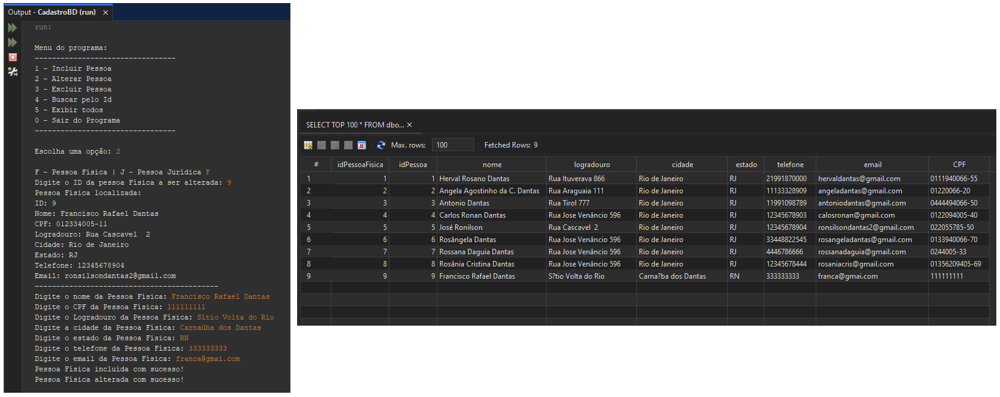 Output - CadastroBD (run) ×
run:
Menu do programa:
---------------------------------
1 - Incluir Pessoa
2 - Alterar Pessoa
3 - Excluir Pessoa
4 - Buscar pelo Id
5 - Exibir todos
0 - Sair do Programa
---------------------------------
Escolha uma opção: 2
F - Pessoa Física | J - Pessoa Jurídica F
Digite o ID da pessoa Física a ser alterada: 9
Pessoa Física localizada:
ID: 9
Nome: Francisco Rafael Dantas
CPF: 012334005-11
Logradouro: Rua Cascavel  2
Cidade: Rio de Janeiro
Estado: RJ
Telefone: 12345678904
Email: ronsilsondantas2@gmail.com
-------------------------------------------
Digite o nome da Pessoa Física: Francisco Rafael Dantas
Digite o CPF da Pessoa Física: 111111111
Digite o Logradouro da Pessoa Física: Sítio Volta do Rio
Digite a cidade da Pessoa Física: Carnaúba dos Dantas
Digite o estado da Pessoa Física: RN
Digite o telefone da Pessoa Física: 333333333
Digite o email da Pessoa Física: franca@gmai.com
Pessoa Física incluída com sucesso!
Pessoa Física alterada com sucesso!
SELECT TOP 100 * FROM dbo... ×
Max. rows: 100 Fetched Rows: 9
# idPessoaFisica idPessoa nome logradouro cidade estado telefone email CPF
1 1 1 Herval Rosano Dantas Rua Ituverava 866 Rio de Janeiro RJ 21991870000 hervaldantas@gmail.com 0111940066-55
2 2 2 Angela Agostinho da C. Dantas Rua Araguaia 111 Rio de Janeiro RJ 11133328909 angeladantas@gmail.com 01220066-20
3 3 3 Antonio Dantas Rua Tirol 777 Rio de Janeiro RJ 11991098789 antoniodantas@gmail.com 0444494066-50
4 4 4 Carlos Ronan Dantas Rua Jose Venâncio 596 Rio de Janeiro RJ 12345678903 calosronan@gmail.com 0122094005-40
5 5 5 José Ronilson Rua Cascavel  2 Rio de Janeiro RJ 12345678904 ronsilsondantas2@gmail.com 022055785-50
6 6 6 Rosângela Dantas Rua Jose Venâncio 596 Rio de Janeiro RJ 33448822545 rosangeladantas@gmail.com 0133940066-70
7 7 7 Rossana Daguia Dantas Rua Jose Venâncio 596 Rio de Janeiro RJ 4446786666 rossanadaguia@gmail.com 0244005-33
8 8 8 Rosânia Cristina Dantas Rua Jose Venâncio 596 Rio de Janeiro RJ 12345678444 rosaniacris@gmail.com 01356209405-69
9 9 9 Francisco Rafael Dantas S?tio Volta do Rio Carna?ba dos Dantas RN 333333333 franca@gmai.com 111111111